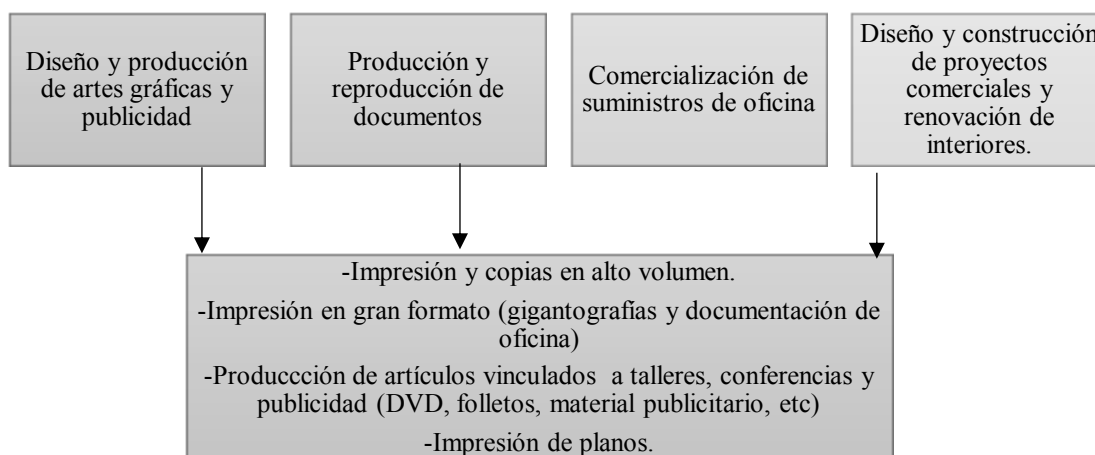 Diseño y producción
de artes gráficas y
publicidad
Producción y
reproducción de
documentos
Comercialización de
suministros de oficina
Diseño y construcción
de proyectos
comerciales y
renovación de
interiores.
-Impresión y copias en alto volumen.
-Impresión en gran formato (gigantografías y documentación de
oficina)
-Produccción de artículos vinculados a talleres, conferencias y
publicidad (DVD, folletos, material publicitario, etc)
-Impresión de planos.